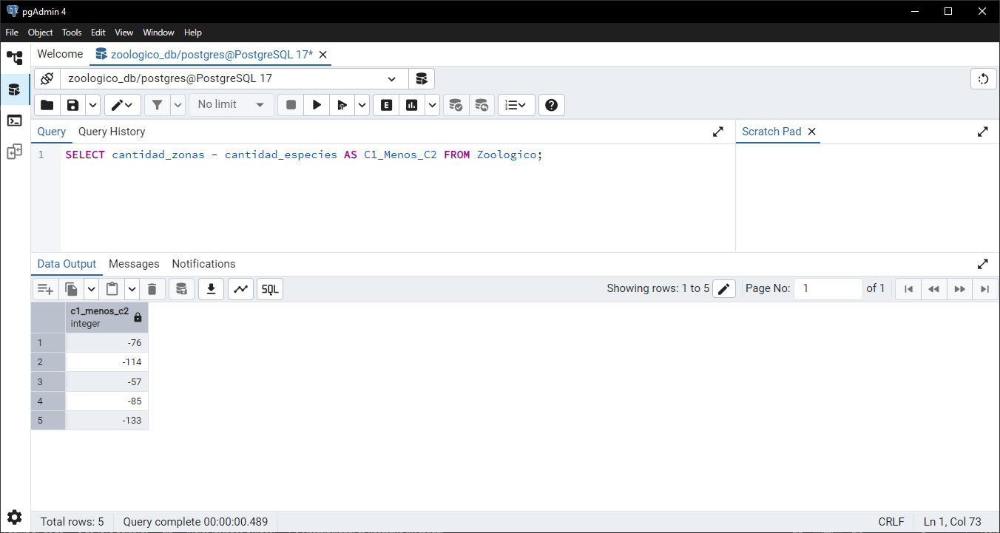 pgAdmin 4
File Object Tools Edit View Window Help
Welcome zoologico_db/postgres@PostgreSQL 17*
zoologico_db/postgres@PostgreSQL 17
No limit E
Query Query History Scratch Pad
1 SELECT cantidad_zonas - cantidad_especies AS C1_Menos_C2 FROM Zoologico;
Data Output Messages Notifications
SQL Showing rows: 1 to 5 Page No: 1 of 1
c1_menos_c2
integer
1 -76
2 -114
3 -57
4 -85
5 -133
Total rows: 5 Query complete 00:00:00.489 CRLF Ln 1, Col 73